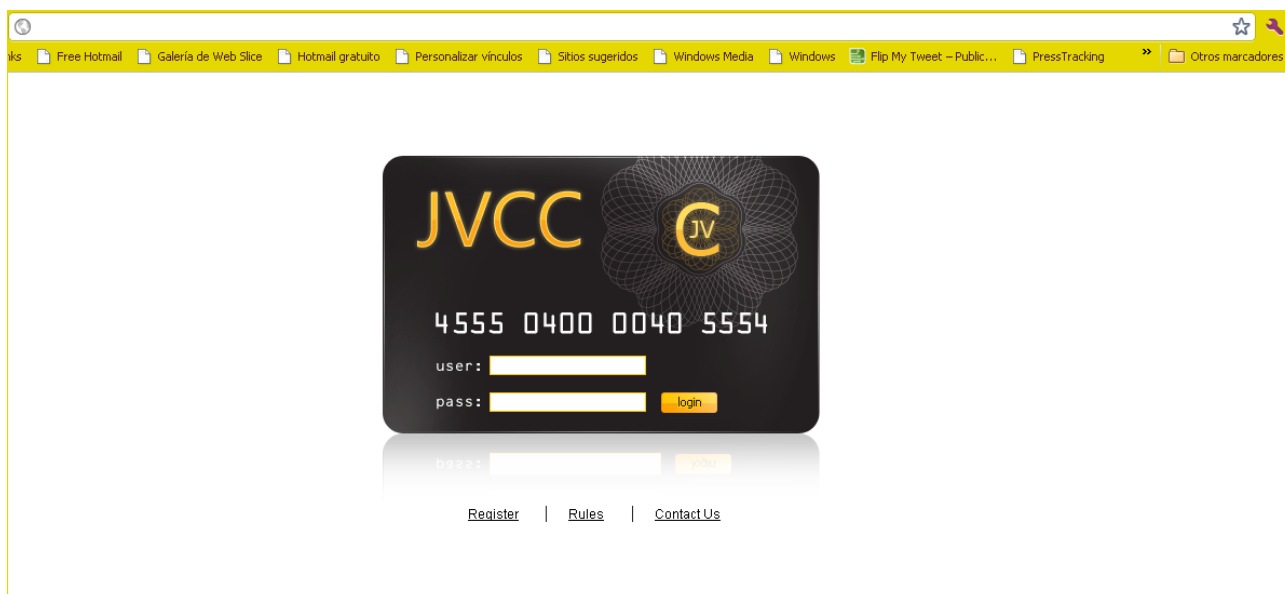 nks Free Hotmail Galería de Web Slice Hotmail gratuito Personalizar vínculos Sitios sugeridos Windows Media Windows Flip My Tweet – Public... PressTracking » Otros marcadores
JVCC
JV C
4555 0400 0040 5554
user:
pass: login
Register | Rules | Contact Us